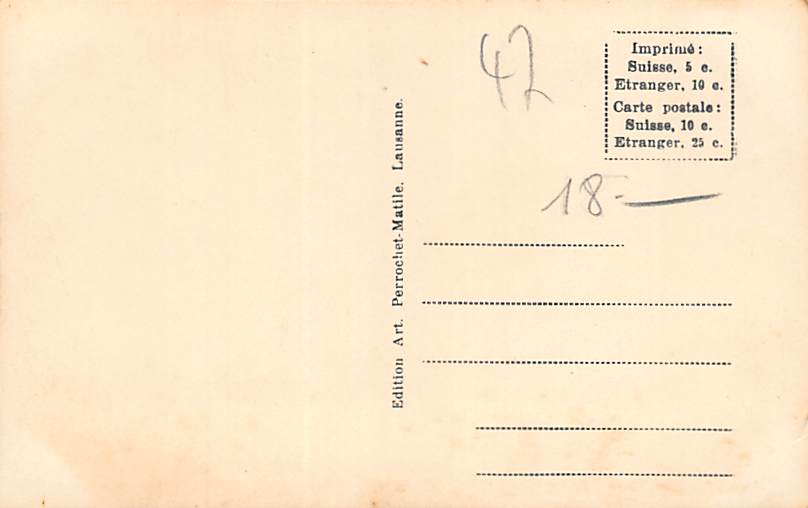 47
Imprimé:
Suisse, 5 c.
Etranger, 10 c.
Carte postale:
Suisse, 10 c.
Etranger, 25 c.
18.-
Edition Art. Perrochet-Matile. Lausanne.